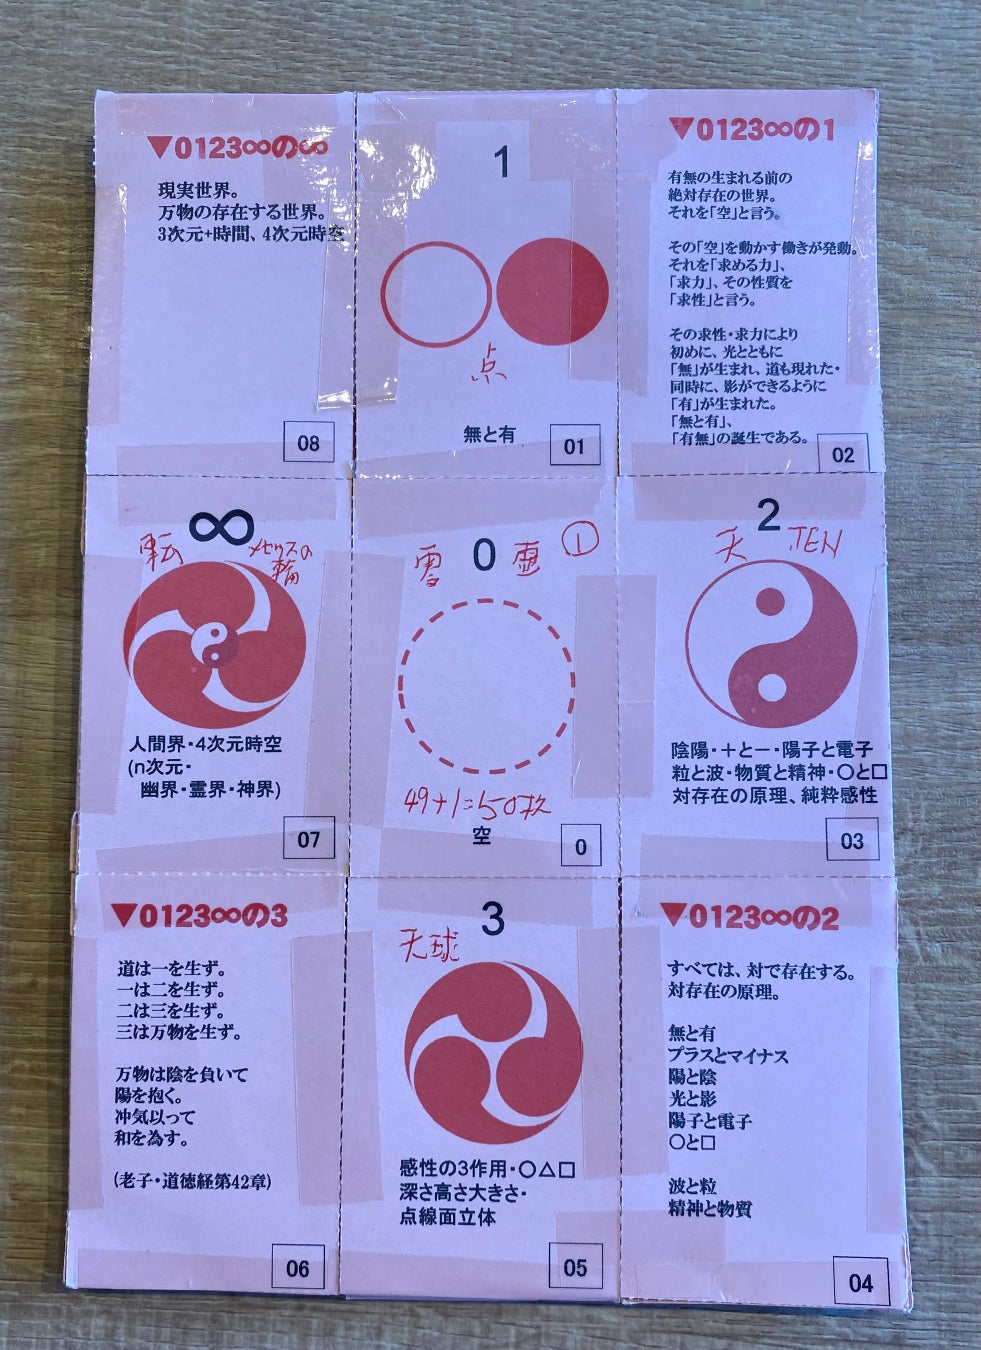 ▼0123∞の∞
現実世界。
万物の存在する世界。
3次元+時間、4次元時空
08
1
点
無と有
01
▼0123∞の1
有無の生まれる前の
絶対存在の世界。
それを「空」と言う。
その「空」を動かす働きが発動。
それを「求める力」、
「求力」、その性質を
「求性」と言う。
その求性・求力により
初めに、光とともに
「無」が生まれ、道も現れた・
同時に、影ができるように
「有」が生まれた。
「無と有」、
「有無」の誕生である。
02
∞
転
メビウスの
輪
人間界・4次元時空
(n次元・
幽界・霊界・神界)
07
0
①
49+1=50枚
空
0
2
天 TEN
陰陽・＋とー・陽子と電子
粒と波・物質と精神・〇と□
対存在の原理、純粋感性
03
▼0123∞の3
道は一を生ず。
一は二を生ず。
二は三を生ず。
三は万物を生ず。
万物は陰を負いて
陽を抱く。
冲気以って
和を為す。
(老子・道徳経第42章)
06
3
天球
感性の3作用・〇△□
深さ高さ大きさ・
点線面立体
05
▼0123∞の2
すべては、対で存在する。
対存在の原理。
無と有
プラスとマイナス
陽と陰
光と影
陽子と電子
〇と□
波と粒
精神と物質
04